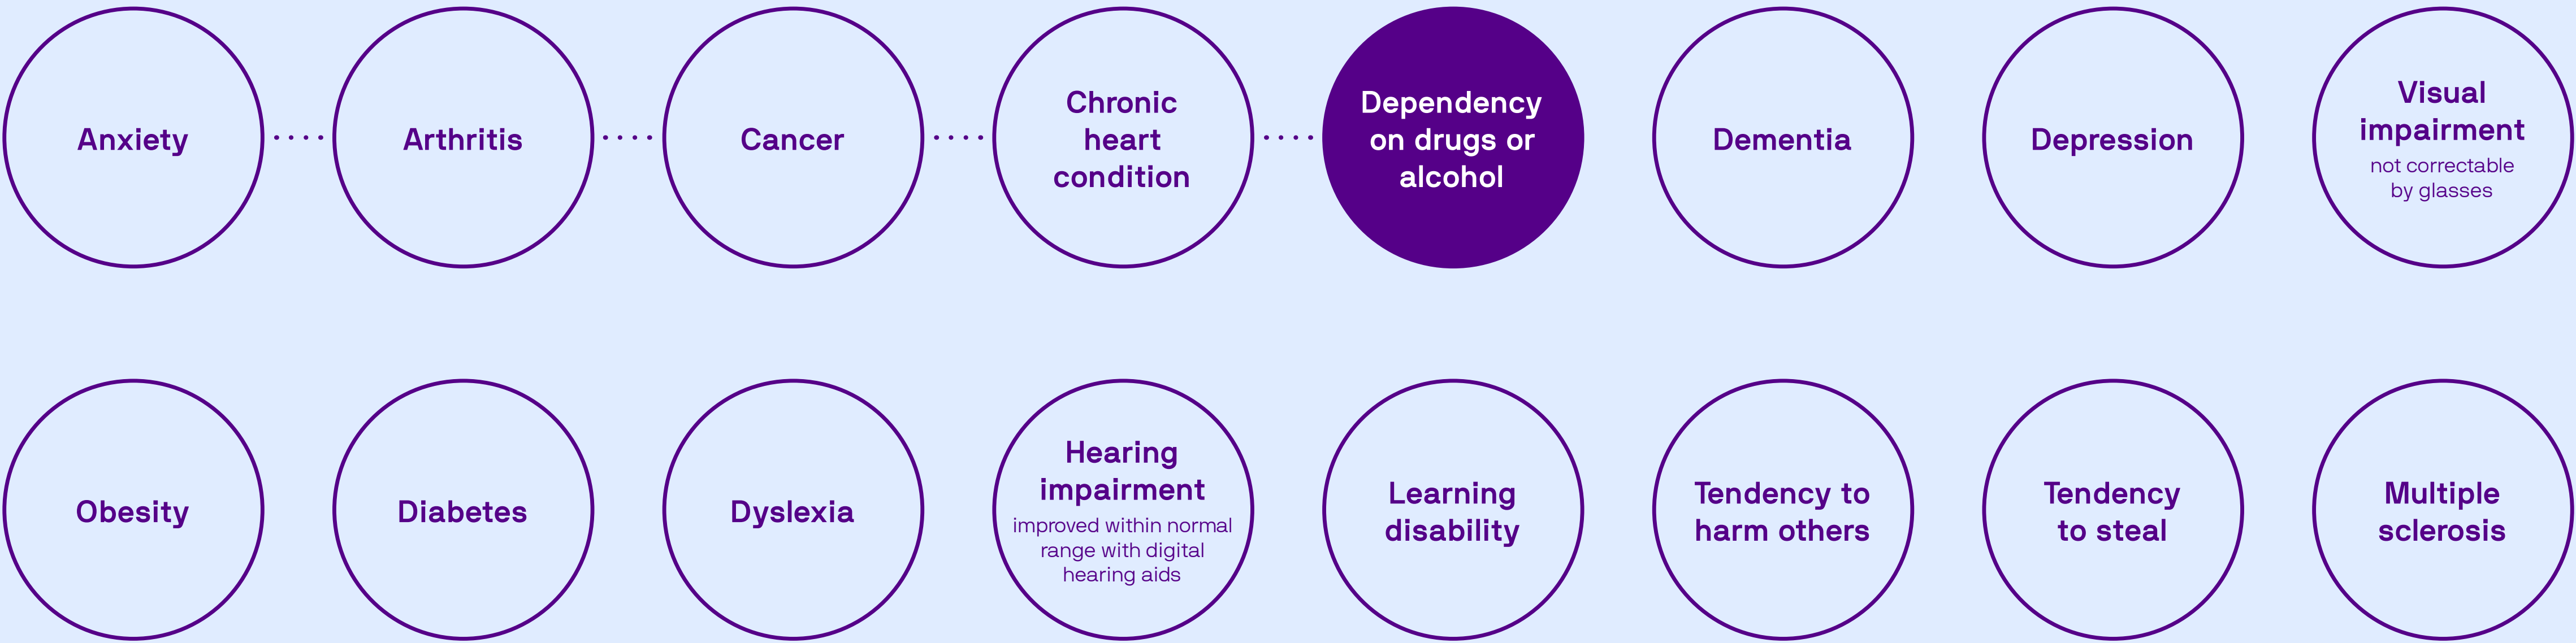 Anxiety
Arthritis
Cancer
Chronic
heart
condition
Dependency
on drugs or
alcohol
Dementia
Depression
Visual
impairment
not correctable
by glasses
Obesity
Diabetes
Dyslexia
Hearing
impairment
improved within normal
range with digital
hearing aids
Learning
disability
Tendency to
harm others
Tendency
to steal
Multiple
sclerosis